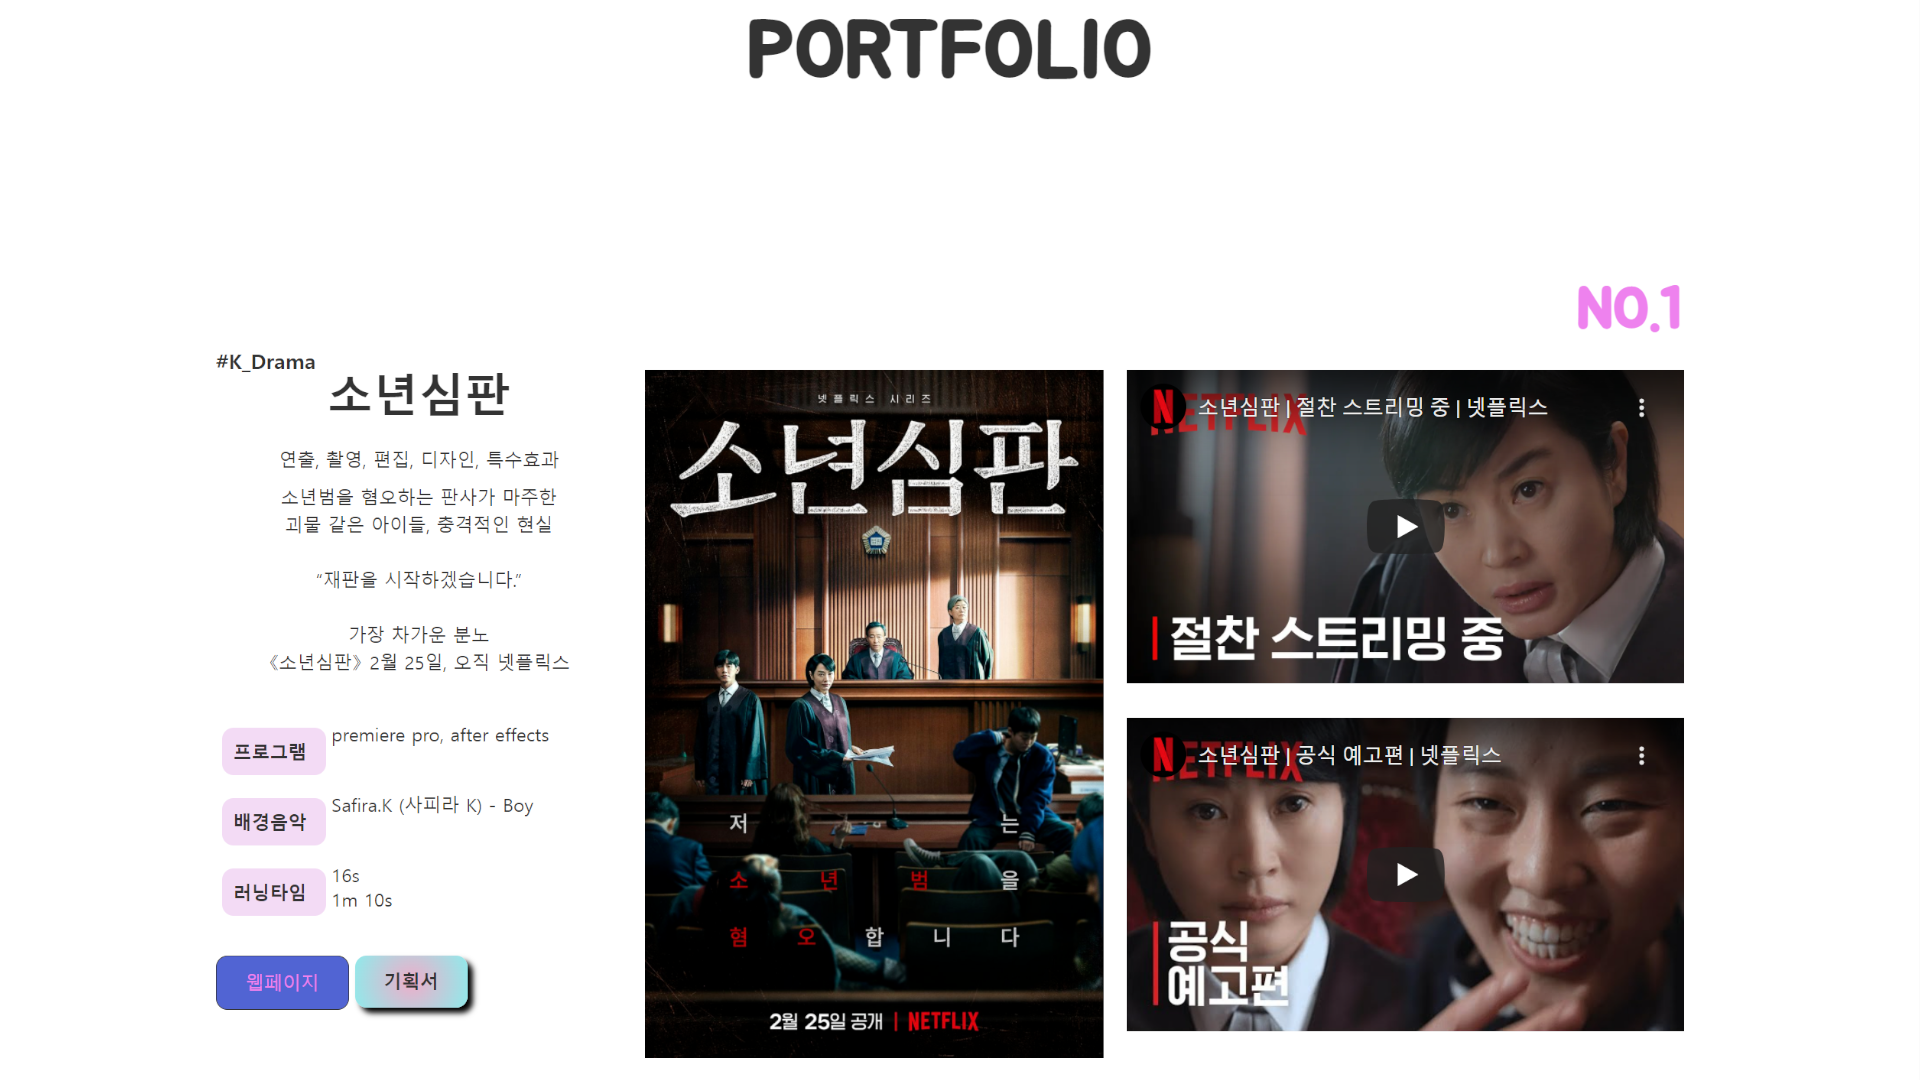 PORTFOLIO
NO.1
#K_Drama
소년심판
연출, 촬영, 편집, 디자인, 특수효과
소년범을 혐오하는 판사가 마주한
괴물 같은 아이들, 충격적인 현실
“재판을 시작하겠습니다.”
가장 차가운 분노
《소년심판》2월 25일, 오직 넷플릭스
프로그램 premiere pro, after effects
배경음악 Safira.K (사피라 K) - Boy
러닝타임 16s
1m 10s
웹페이지 기획서
넷플릭스 시리즈
소년심판
저는
소년범을
혐오합니다
2월 25일 공개 | NETFLIX
N 소년심판 | 절찬 스트리밍 중 | 넷플릭스
NETFLIX
절찬 스트리밍 중
N 소년심판 | 공식 예고편 | 넷플릭스
NETFLIX
공식
예고편